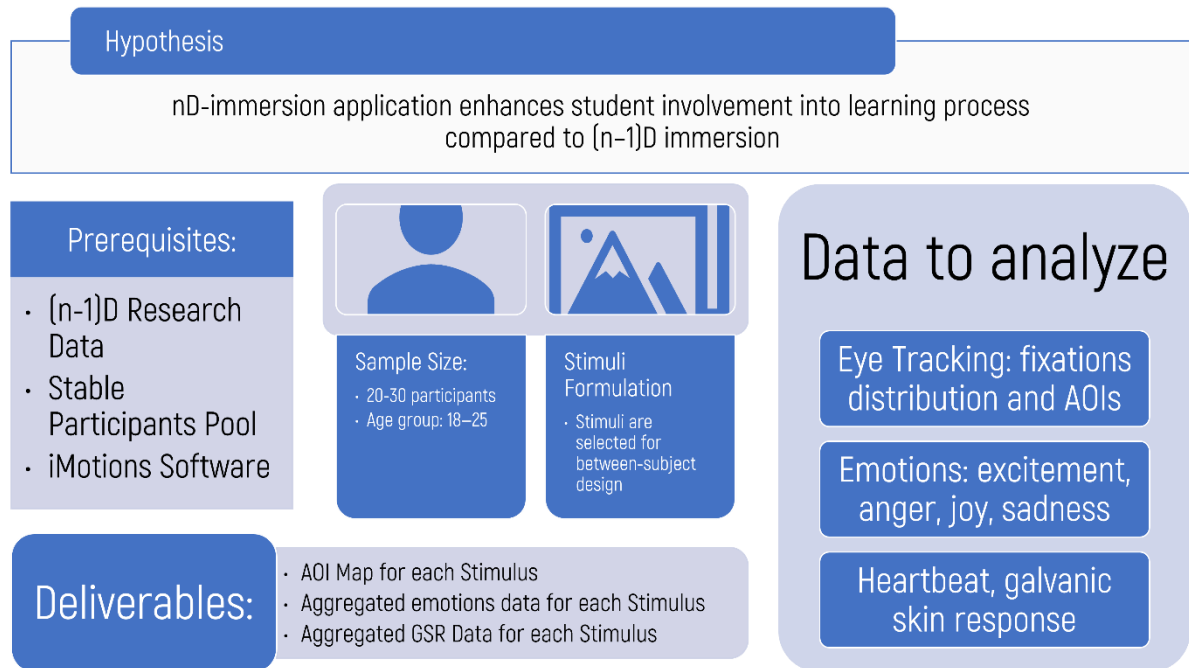 Hypothesis
nD-immersion application enhances student involvement into learning process
compared to (n–1)D immersion
Prerequisites:
· (n-1)D Research
Data
· Stable
Participants Pool
· iMotions Software
Sample Size:
· 20-30 participants
· Age group: 18–25
Stimuli
Formulation
· Stimuli are
selected for
between-subject
design
Data to analyze
Eye Tracking: fixations
distribution and AOIs
Emotions: excitement,
anger, joy, sadness
Heartbeat, galvanic
skin response
Deliverables:
· AOI Map for each Stimulus
· Aggregated emotions data for each Stimulus
· Aggregated GSR Data for each Stimulus